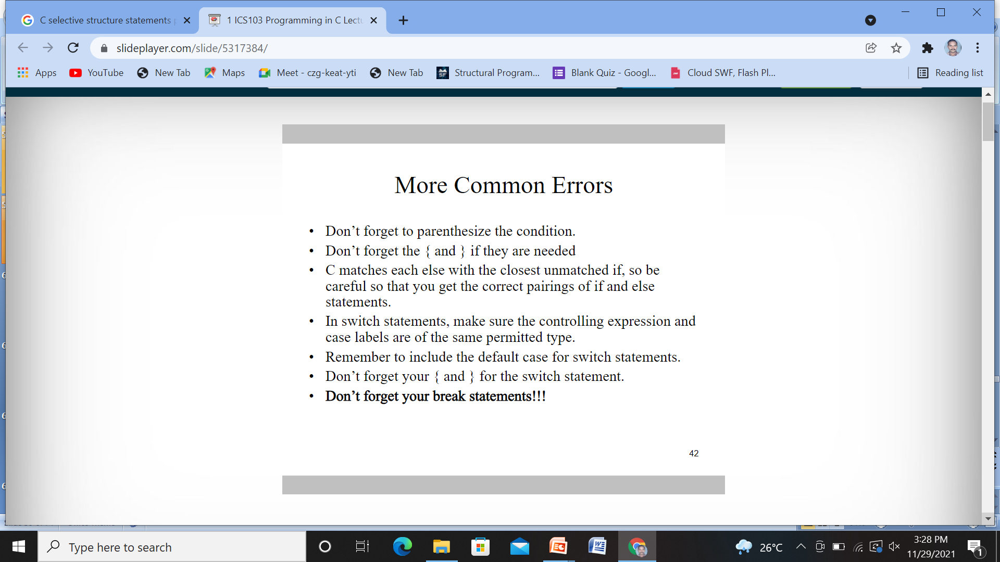 C selective structure statements
1 ICS103 Programming in C Lectu
slideplayer.com/slide/5317384/
Apps
YouTube
New Tab
Maps
Meet - czg-keat-yti
New Tab
Structural Program...
Blank Quiz - Googl...
Cloud SWF, Flash Pl...
Reading list
More Common Errors
• Don’t forget to parenthesize the condition.
• Don’t forget the { and } if they are needed
• C matches each else with the closest unmatched if, so be
careful so that you get the correct pairings of if and else
statements.
• In switch statements, make sure the controlling expression and
case labels are of the same permitted type.
• Remember to include the default case for switch statements.
• Don’t forget your { and } for the switch statement.
• Don’t forget your break statements!!!
42
Type here to search
26°C
3:28 PM
11/29/2021
1